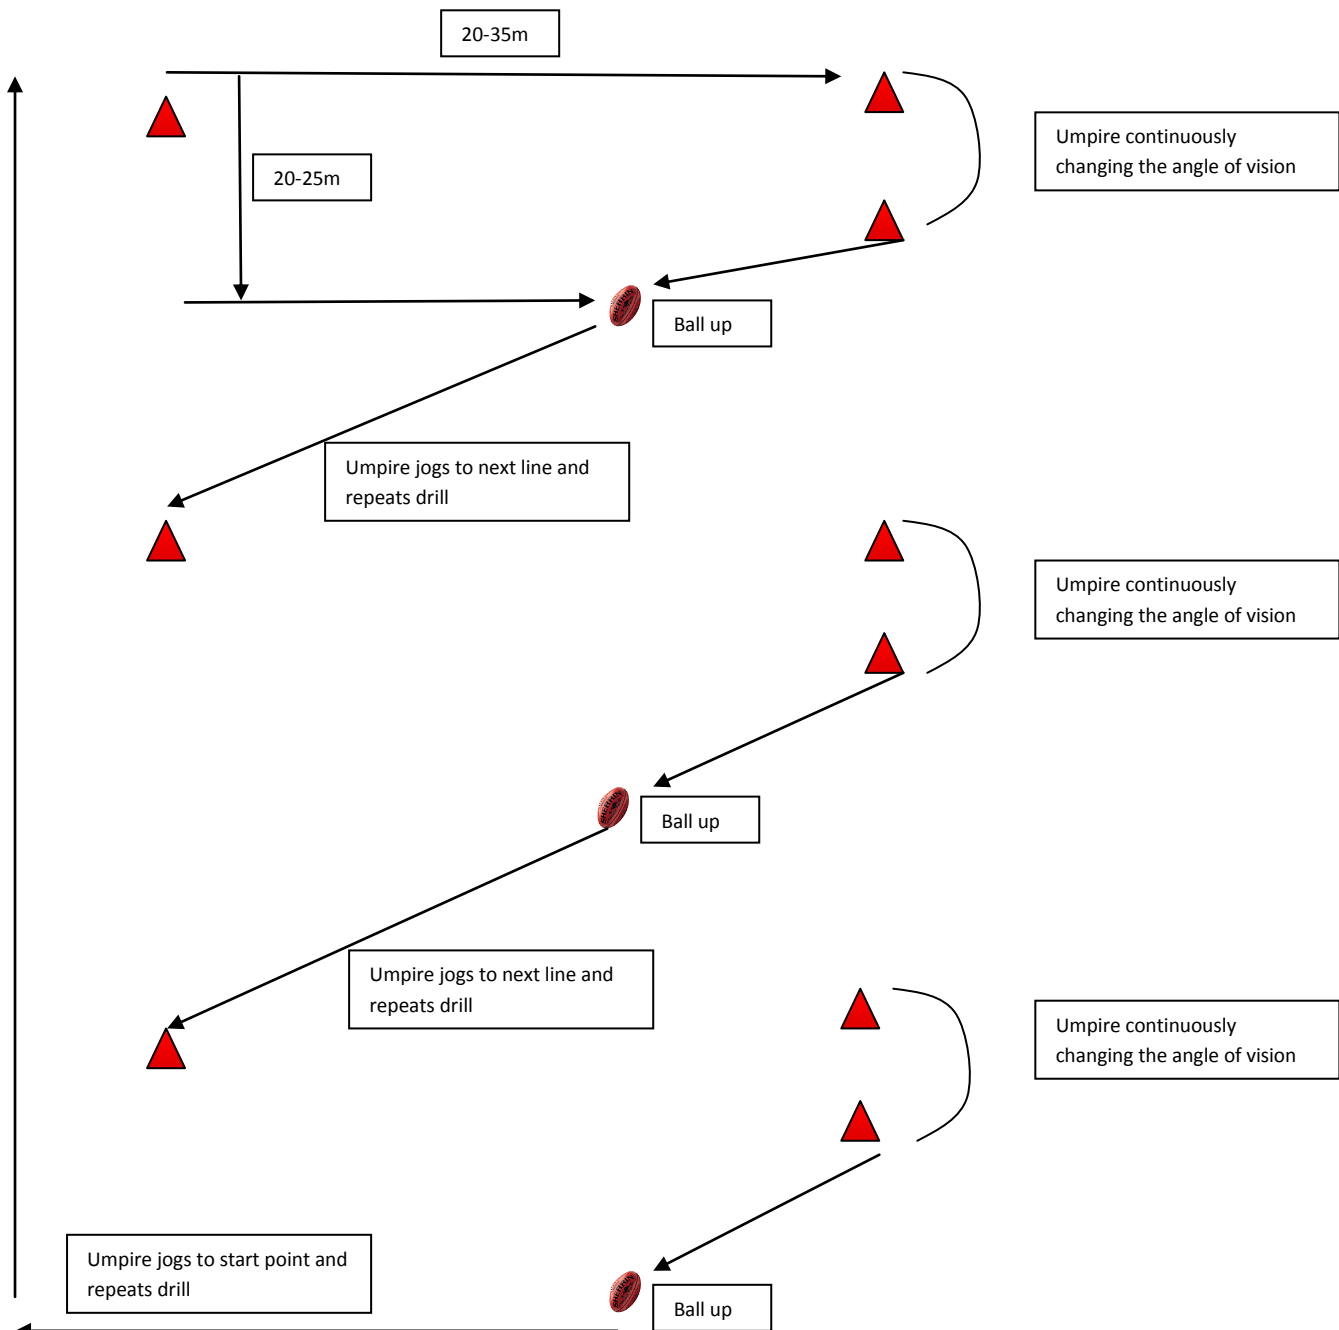 20-35m
Umpire continuously
changing the angle of vision
20-25m
Ball up
Umpire jogs to next line and
repeats drill
Umpire continuously
changing the angle of vision
Ball up
Umpire jogs to next line and
repeats drill
Umpire continuously
changing the angle of vision
Umpire jogs to start point and
repeats drill
Ball up